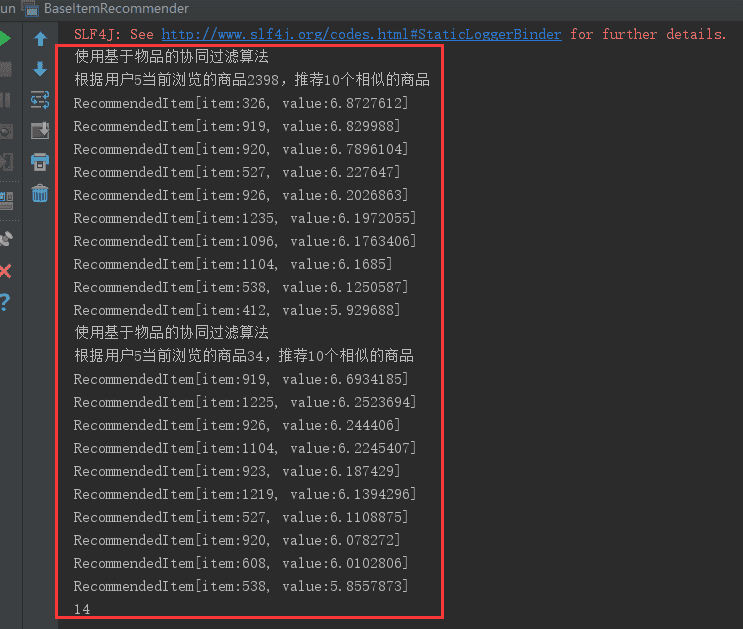 un BaseItemRecommender
SLF4J: See http://www.slf4j.org/codes.html#StaticLoggerBinder for further details.
使用基于物品的协同过滤算法
根据用户5当前浏览的商品2398，推荐10个相似的商品
RecommendedItem[item:326, value:6.8727612]
RecommendedItem[item:919, value:6.829988]
RecommendedItem[item:920, value:6.7896104]
RecommendedItem[item:527, value:6.227647]
RecommendedItem[item:926, value:6.2026863]
RecommendedItem[item:1235, value:6.1972055]
RecommendedItem[item:1096, value:6.1763406]
RecommendedItem[item:1104, value:6.1685]
RecommendedItem[item:538, value:6.1250587]
RecommendedItem[item:412, value:5.929688]
使用基于物品的协同过滤算法
根据用户5当前浏览的商品34，推荐10个相似的商品
RecommendedItem[item:919, value:6.6934185]
RecommendedItem[item:1225, value:6.2523694]
RecommendedItem[item:926, value:6.244406]
RecommendedItem[item:1104, value:6.2245407]
RecommendedItem[item:923, value:6.187429]
RecommendedItem[item:1219, value:6.1394296]
RecommendedItem[item:527, value:6.1108875]
RecommendedItem[item:920, value:6.078272]
RecommendedItem[item:608, value:6.0102806]
RecommendedItem[item:538, value:5.8557873]
14